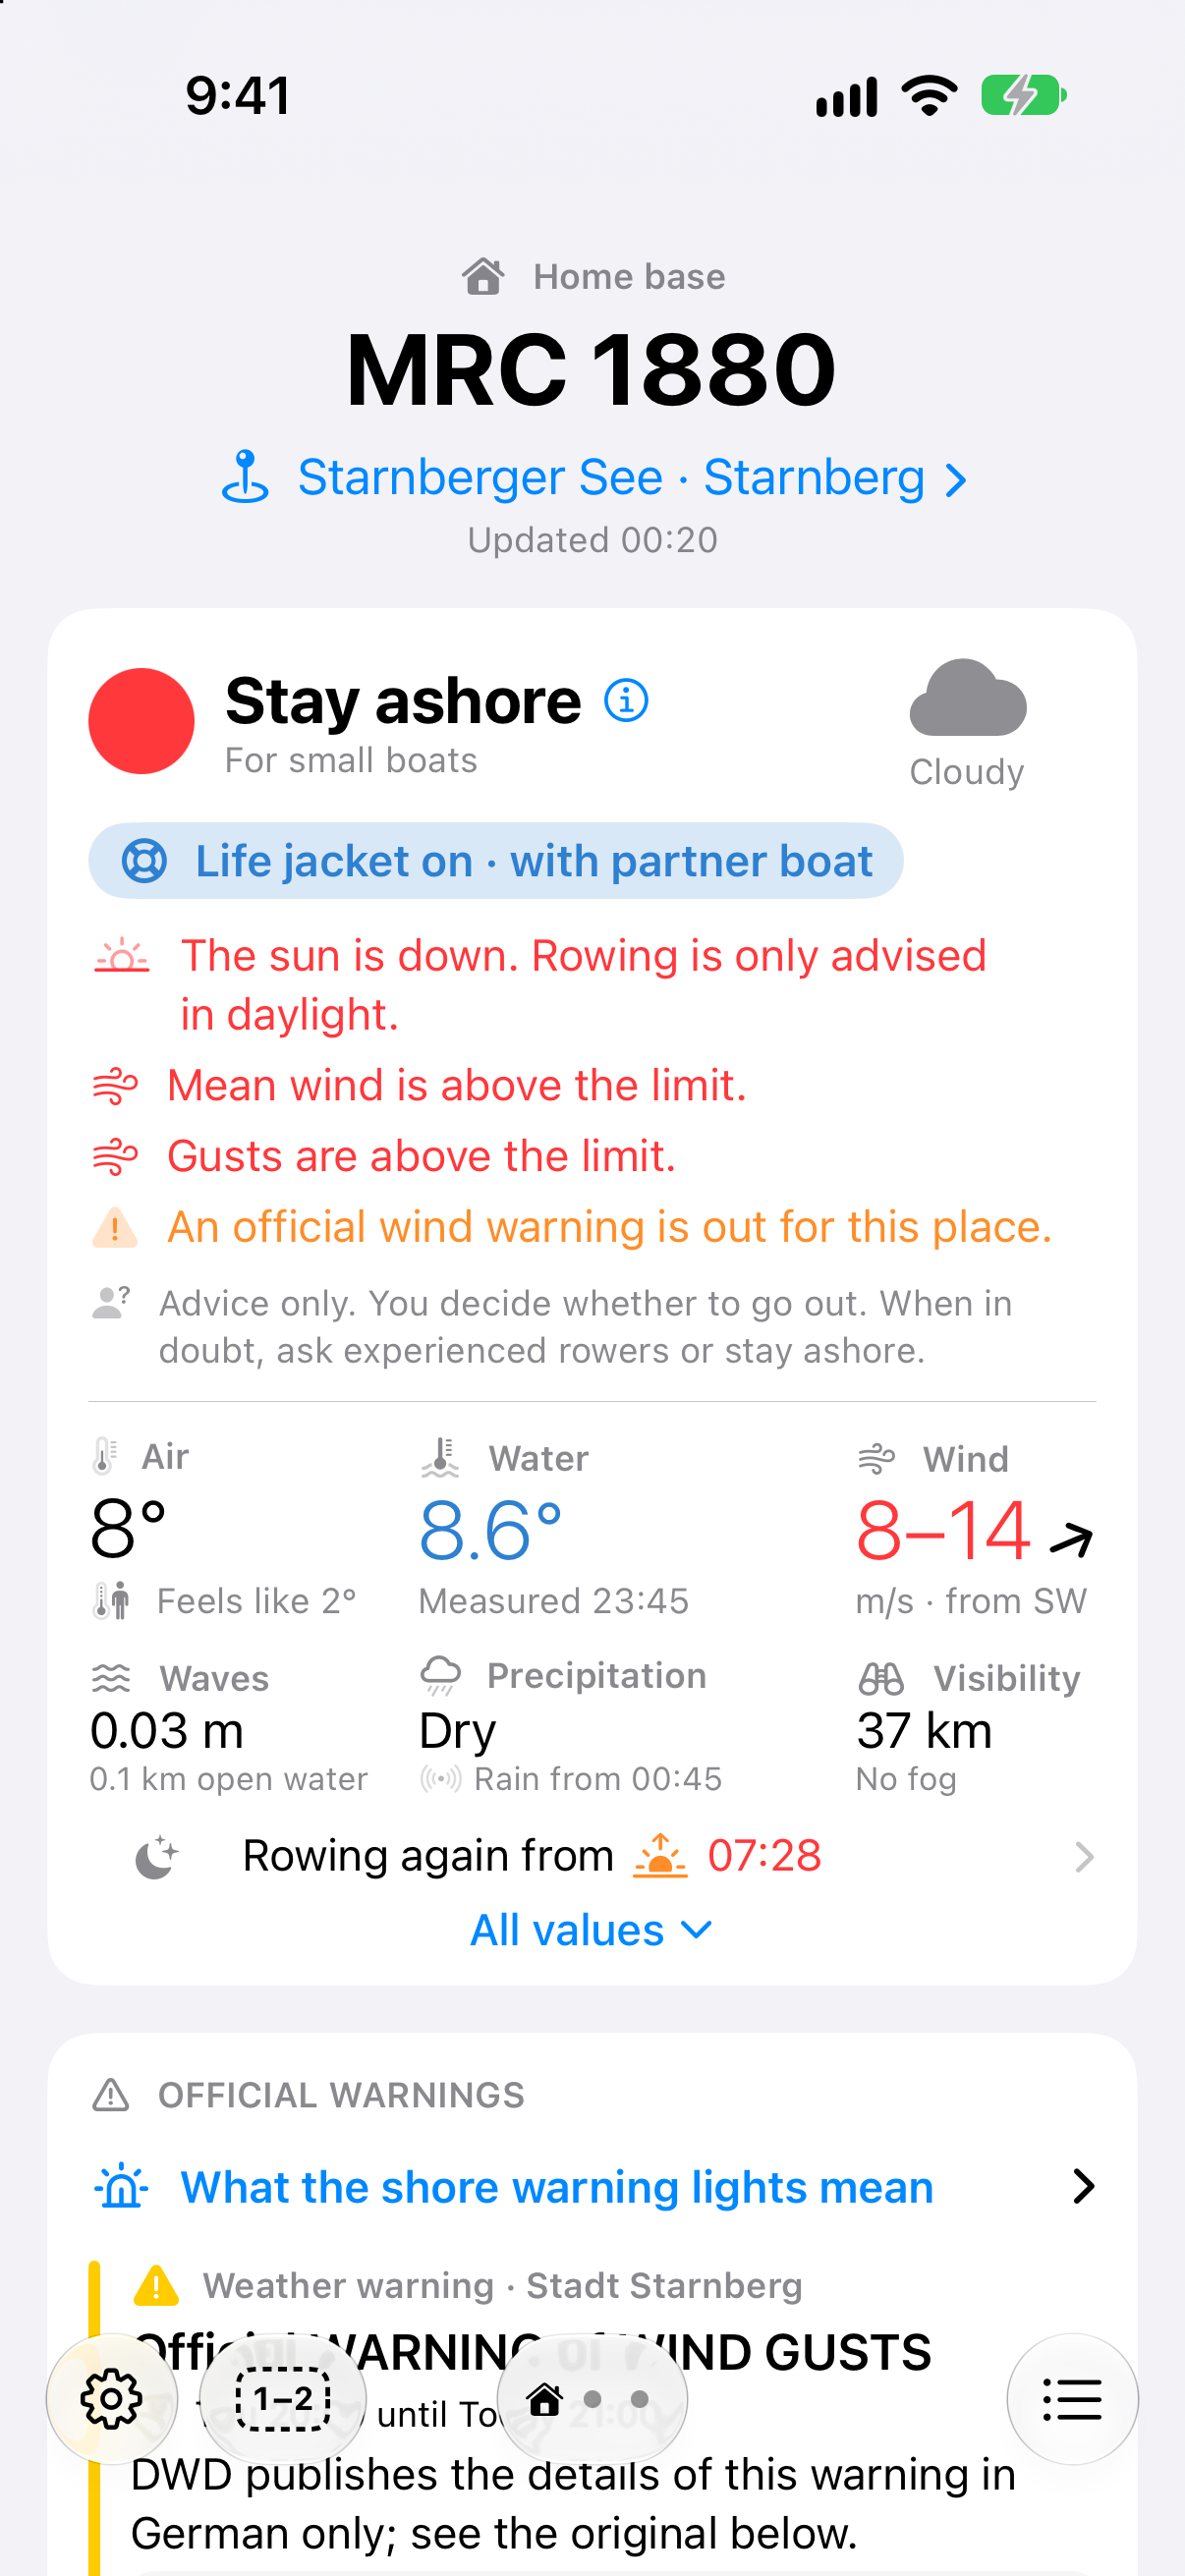 9:41
Home base
MRC 1880
Starnberger See · Starnberg
Updated 00:20
Stay ashore
For small boats
Cloudy
Life jacket on · with partner boat
The sun is down. Rowing is only advised
in daylight.
Mean wind is above the limit.
Gusts are above the limit.
An official wind warning is out for this place.
Advice only. You decide whether to go out. When in
doubt, ask experienced rowers or stay ashore.
Air
Water
Wind
8°
8.6°
8–14
Feels like 2°
Measured 23:45
m/s · from SW
Waves
Precipitation
Visibility
0.03 m
Dry
37 km
0.1 km open water
Rain from 00:45
No fog
Rowing again from 07:28
All values
OFFICIAL WARNINGS
What the shore warning lights mean
Weather warning · Stadt Starnberg
Official WARNING of WIND GUSTS
until
1–2
DWD publishes the details of this warning in
German only; see the original below.